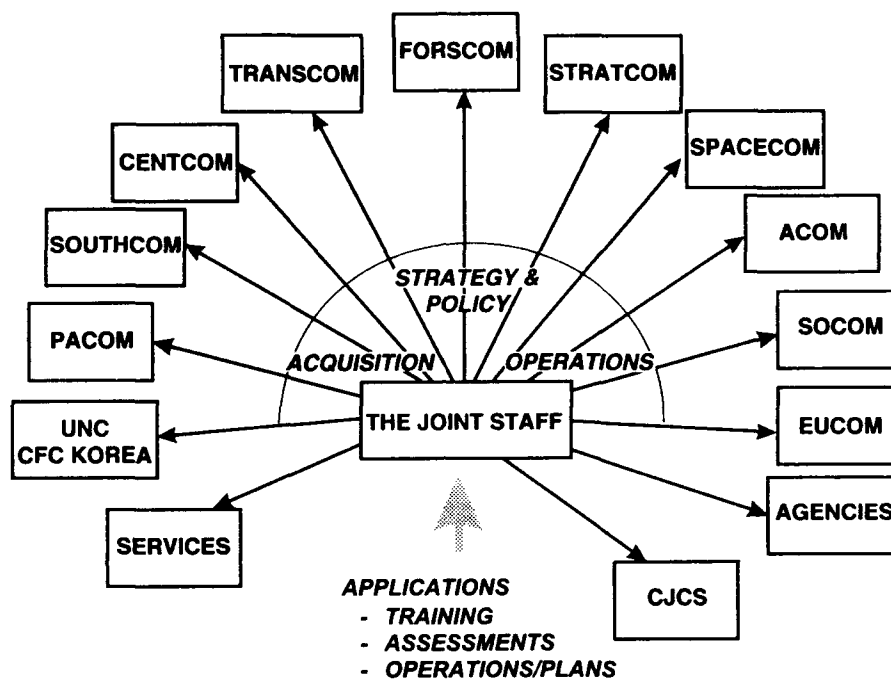 FORSCOM
TRANSCOM
STRATCOM
CENTCOM
SPACECOM
SOUTHCOM
ACOM
STRATEGY &
POLICY
PACOM
SOCOM
ACQUISITION
OPERATIONS
UNC
CFC KOREA
THE JOINT STAFF
EUCOM
SERVICES
AGENCIES
CJCS
APPLICATIONS
- TRAINING
- ASSESSMENTS
- OPERATIONS/PLANS